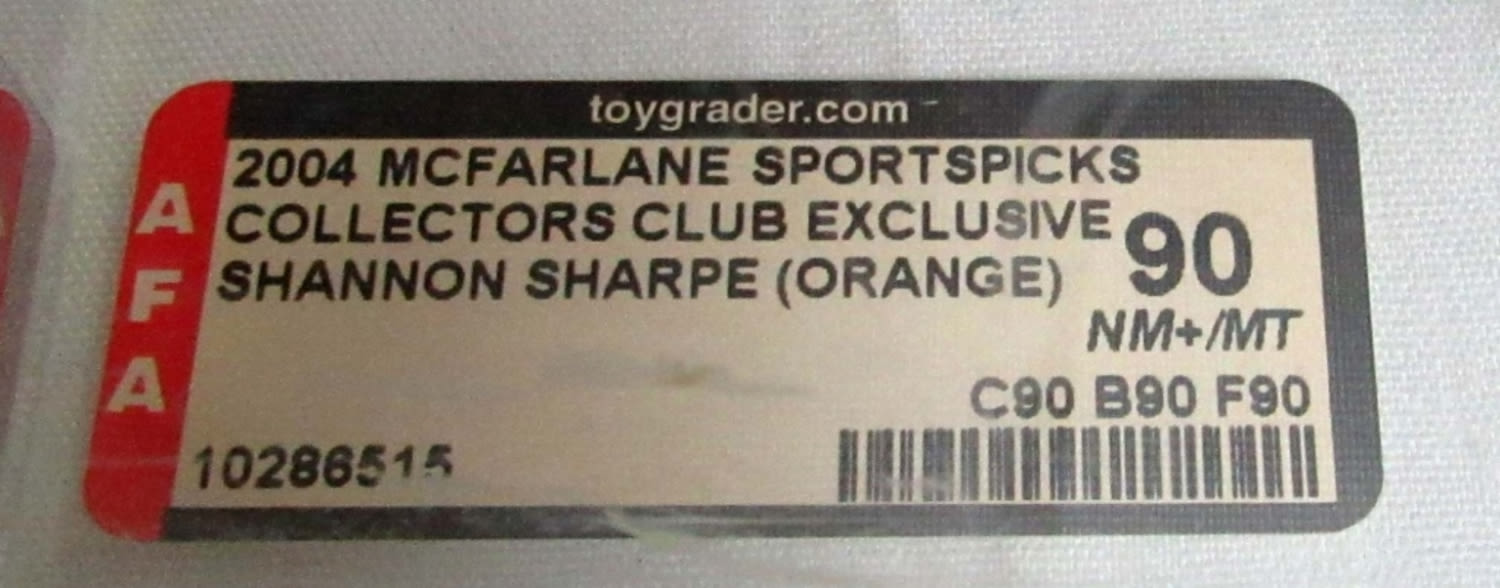 toygrader.com
AFA
2004 MCFARLANE SPORTSPICKS
COLLECTORS CLUB EXCLUSIVE
SHANNON SHARPE (ORANGE)
90
NM+/MT
C90 B90 F90
10286515